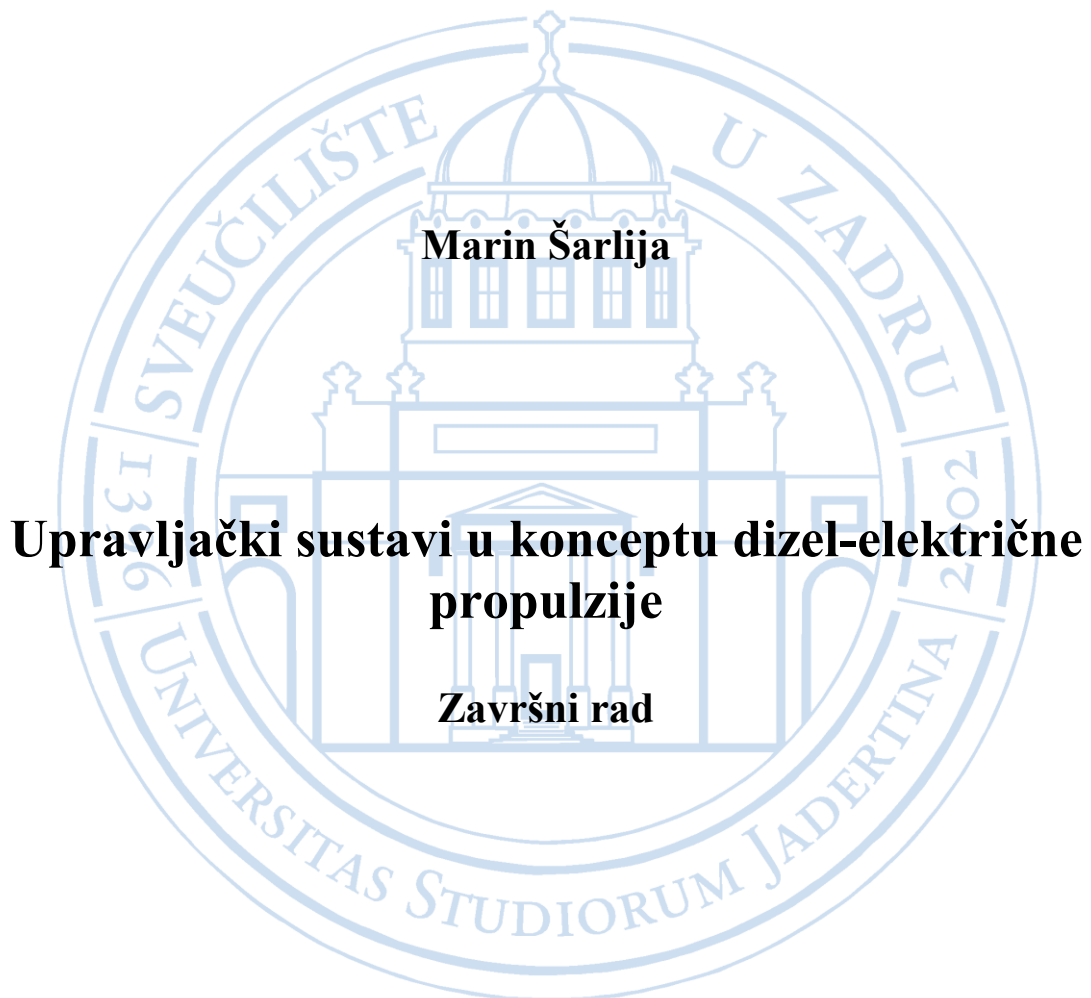 Marin Šarlija
Upravljački sustavi u konceptu dizel-električne
propulzije
Završni rad
SVEUČILIŠTE U ZADRU
1396
2002
UNIVERSITAS STUDIORUM JADERTINA